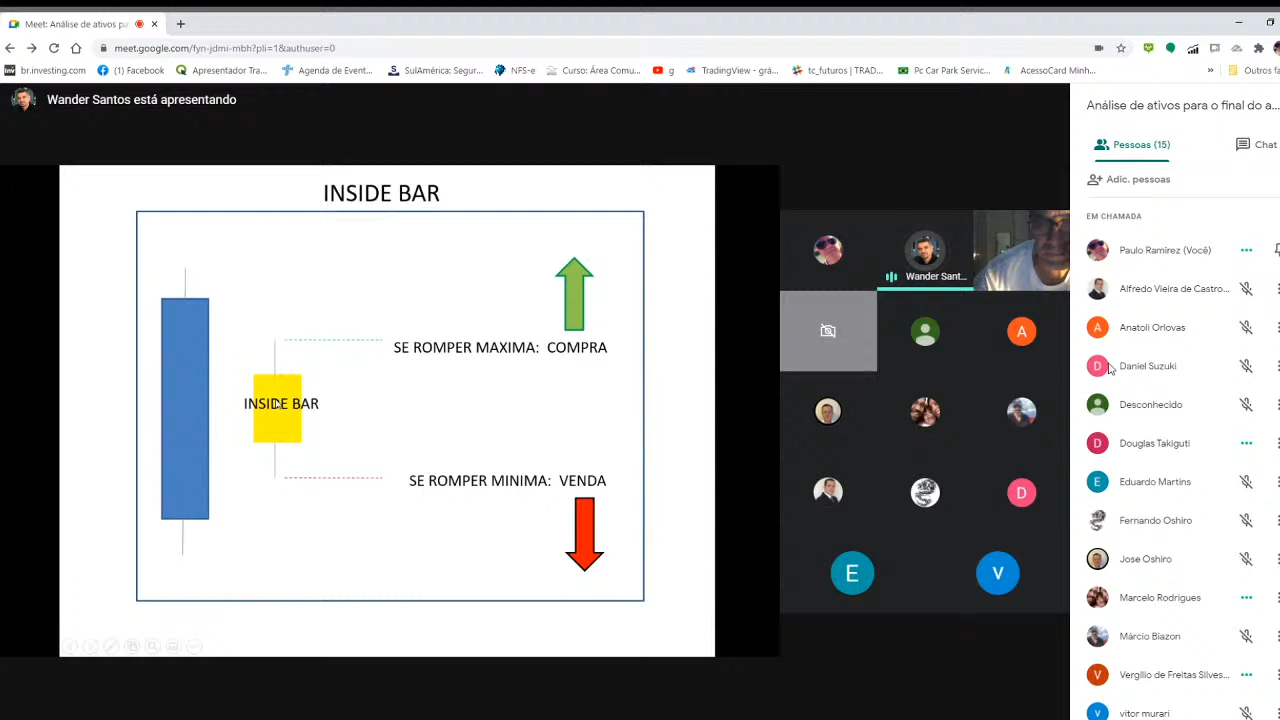 Meet: Análise de ativos pa
meet.google.com/fyn-jdmi-mbh?pli=1&authuser=0
br.investing.com
(1) Facebook
Apresentador Tra...
Agenda de Event...
SulAmérica: Segur...
NFS-e
Curso: Área Comu...
g
TradingView - grá...
tc_futuros | TRAD...
Pc Car Park Servic...
AcessoCard Minh...
»
Outros fa
Wander Santos está apresentando
Análise de ativos para o final do a...
Pessoas (15)
Chat
Adic. pessoas
EM CHAMADA
INSIDE BAR
SE ROMPER MAXIMA: COMPRA
INSIDE BAR
SE ROMPER MINIMA: VENDA
Wander Sant...
A
D
E
V
Paulo Ramirez (Você)
Alfredo Vieira de Castro...
A Anatoli Orlovas
D Daniel Suzuki
Desconhecido
D Douglas Takiguti
E Eduardo Martins
Fernando Oshiro
Jose Oshiro
Marcelo Rodrigues
Márcio Biazon
V Vergílio de Freitas SIlves...
V vitor murari